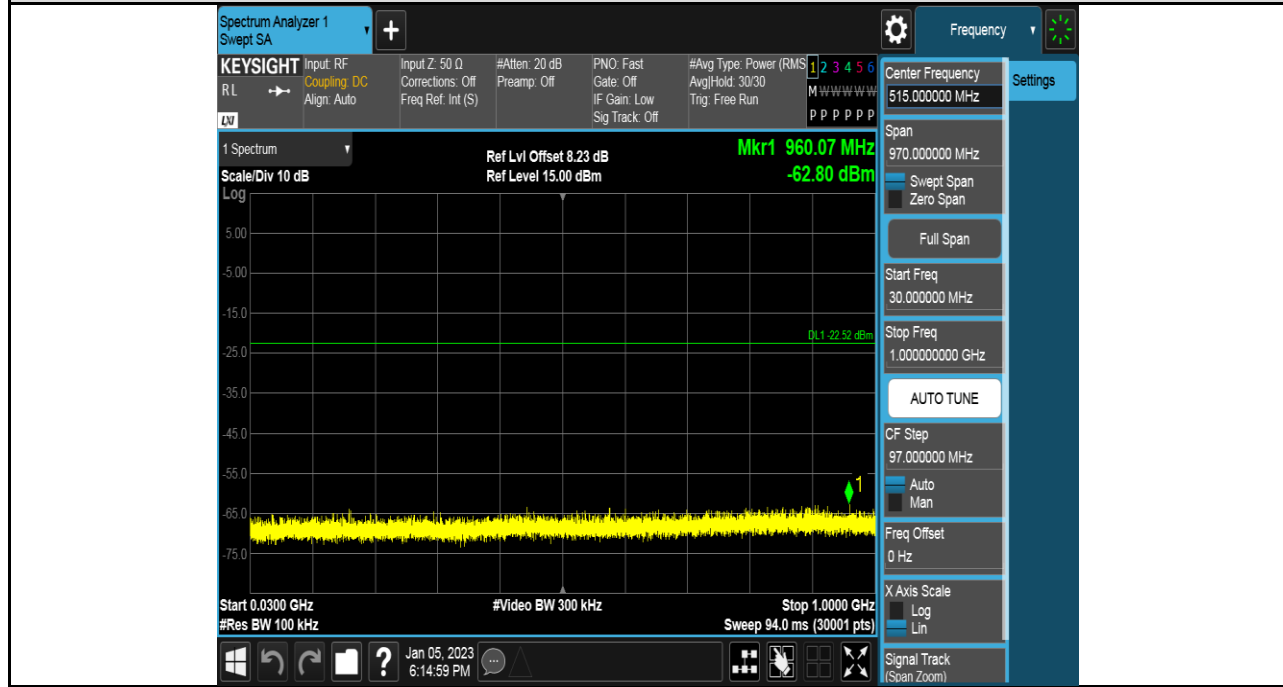 Spectrum Analyzer 1
Swept SA
+
Frequency
KEYSIGHT
RL
LXI
Input: RF
Coupling: DC
Align: Auto
Input Z: 50 Ω
Corrections: Off
Freq Ref: Int (S)
#Atten: 20 dB
Preamp: Off
PNO: Fast
Gate: Off
IF Gain: Low
Sig Track: Off
#Avg Type: Power (RMS
Avg|Hold: 30/30
Trig: Free Run
1 2 3 4 5 6
M W W W W W
P P P P P P
1 Spectrum
Scale/Div 10 dB
Ref Lvl Offset 8.23 dB
Ref Level 15.00 dBm
Mkr1 960.07 MHz
-62.80 dBm
Log
5.00
-5.00
-15.0
DL1 -22.52 dBm
-25.0
-35.0
-45.0
-55.0
1
-65.0
-75.0
Start 0.0300 GHz
#Video BW 300 kHz
Stop 1.0000 GHz
#Res BW 100 kHz
Sweep 94.0 ms (30001 pts)
?
Jan 05, 2023
6:14:59 PM
Center Frequency
515.000000 MHz
Settings
Span
970.000000 MHz
Swept Span
Zero Span
Full Span
Start Freq
30.000000 MHz
Stop Freq
1.000000000 GHz
AUTO TUNE
CF Step
97.000000 MHz
Auto
Man
Freq Offset
0 Hz
X Axis Scale
Log
Lin
Signal Track
(Span Zoom)